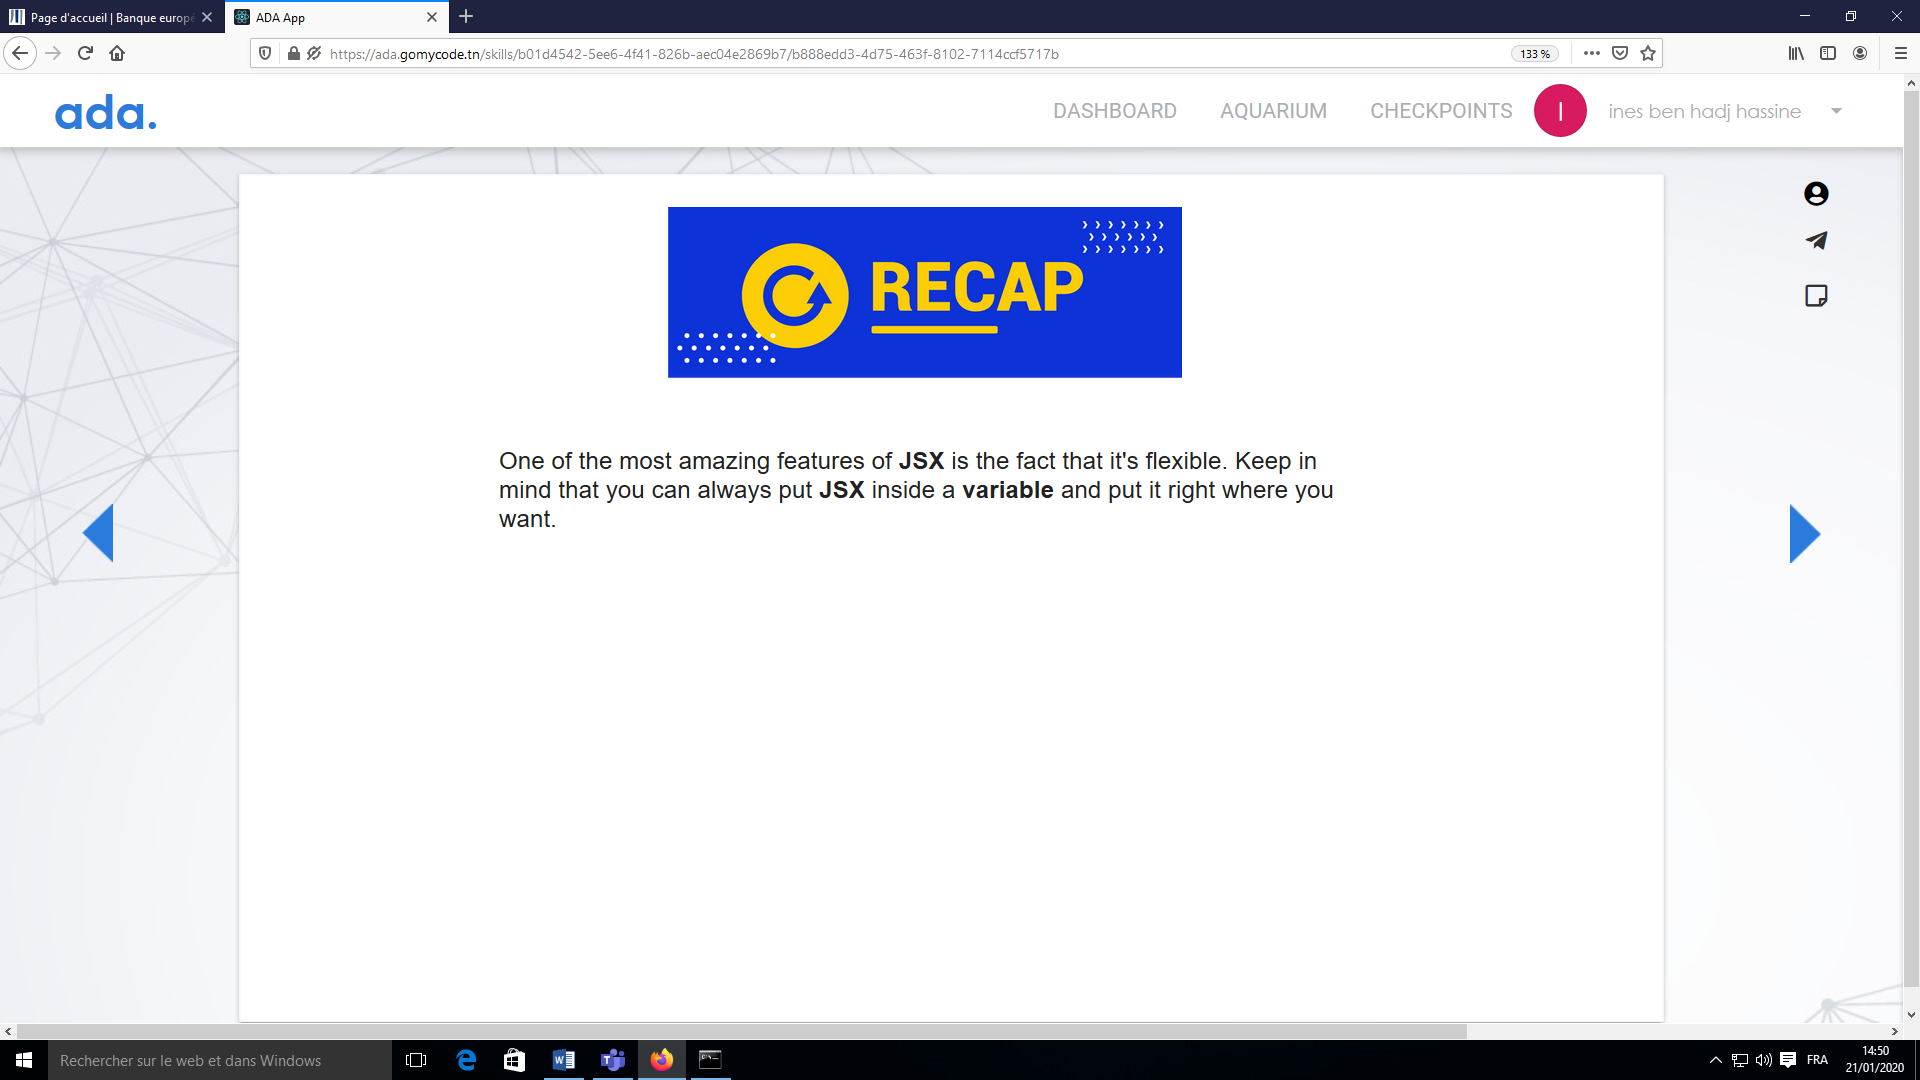 Page d'accueil | Banque europé
ADA App
https://ada.gomycode.tn/skills/b01d4542-5ee6-4f41-826b-aec04e2869b7/b888edd3-4d75-463f-8102-7114ccf5717b
133 %
ada.
DASHBOARD
AQUARIUM
CHECKPOINTS
I
ines ben hadj hassine
RECAP
One of the most amazing features of JSX is the fact that it's flexible. Keep in
mind that you can always put JSX inside a variable and put it right where you
want.
Rechercher sur le web et dans Windows
FRA
14:50
21/01/2020